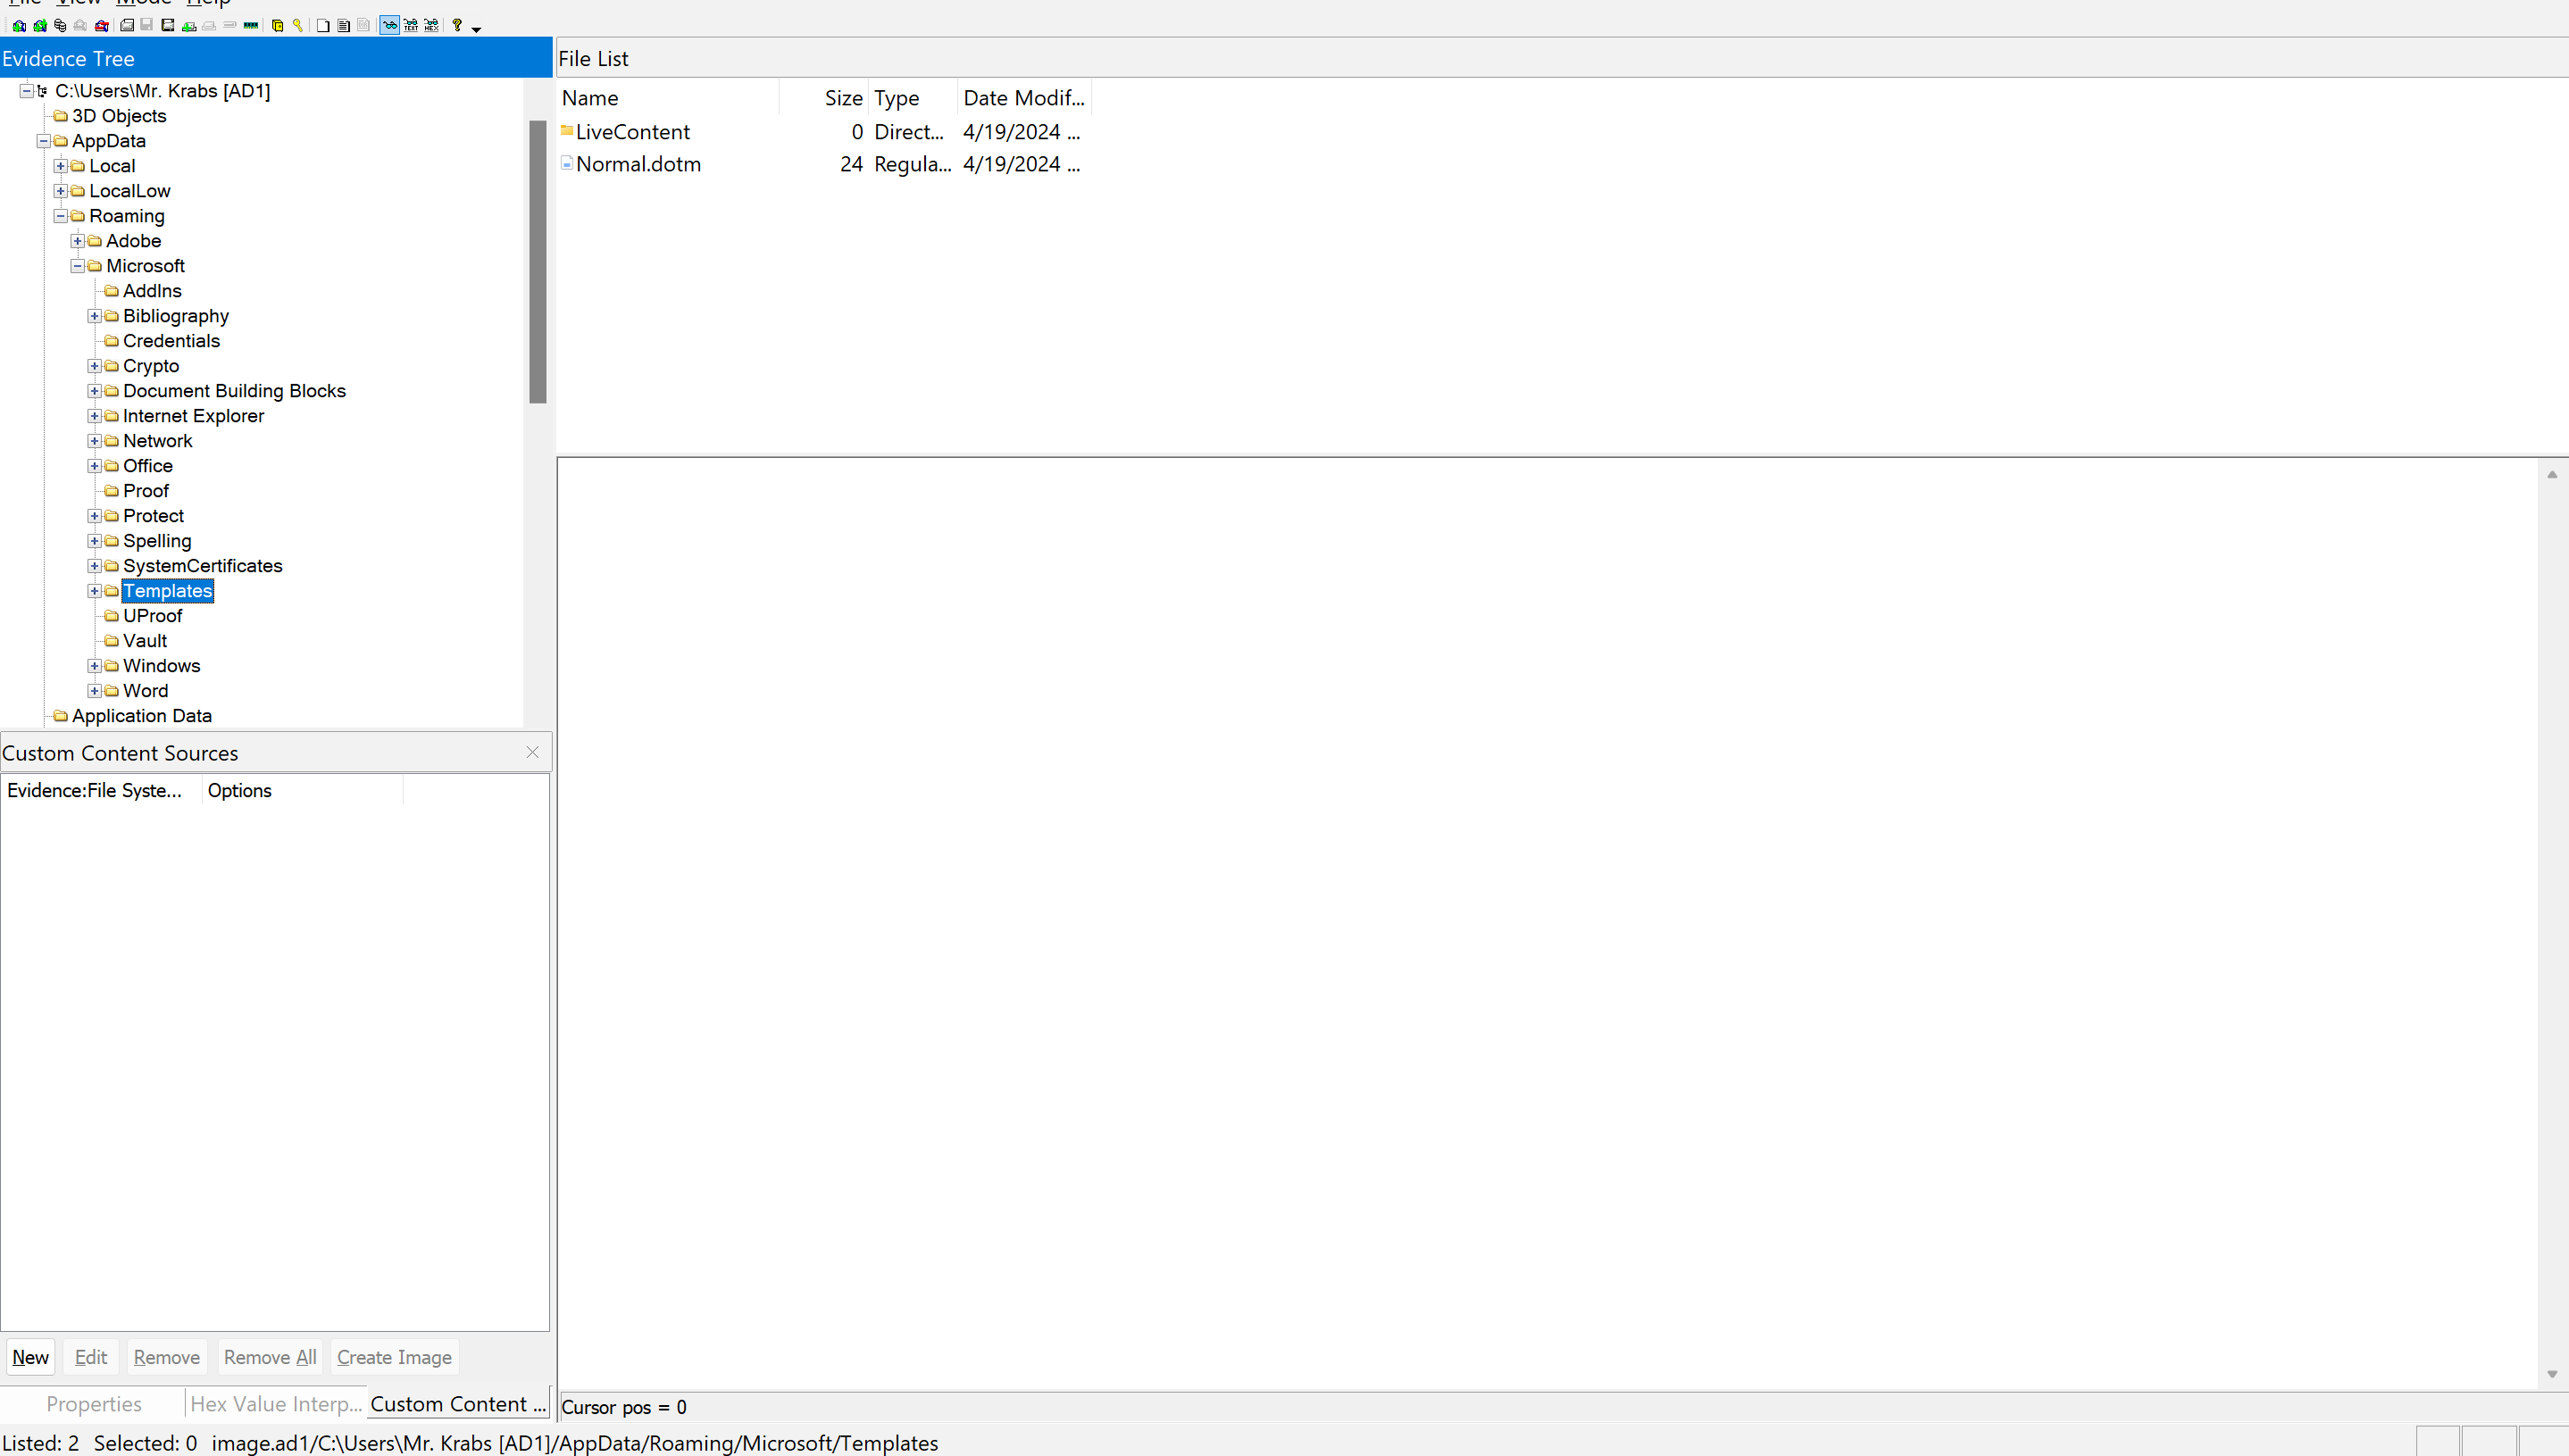 File View Mode Help
TEXT HEX
Evidence Tree
C:\Users\Mr. Krabs [AD1]
3D Objects
AppData
Local
LocalLow
Roaming
Adobe
Microsoft
AddIns
Bibliography
Credentials
Crypto
Document Building Blocks
Internet Explorer
Network
Office
Proof
Protect
Spelling
SystemCertificates
Templates
UProof
Vault
Windows
Word
Application Data
File List
Name Size Type Date Modif...
LiveContent 0 Direct... 4/19/2024 ...
Normal.dotm 24 Regula... 4/19/2024 ...
Custom Content Sources
Evidence:File Syste... Options
New Edit Remove Remove All Create Image
Properties Hex Value Interp... Custom Content ...
Cursor pos = 0
Listed: 2 Selected: 0 image.ad1/C:\Users\Mr. Krabs [AD1]/AppData/Roaming/Microsoft/Templates